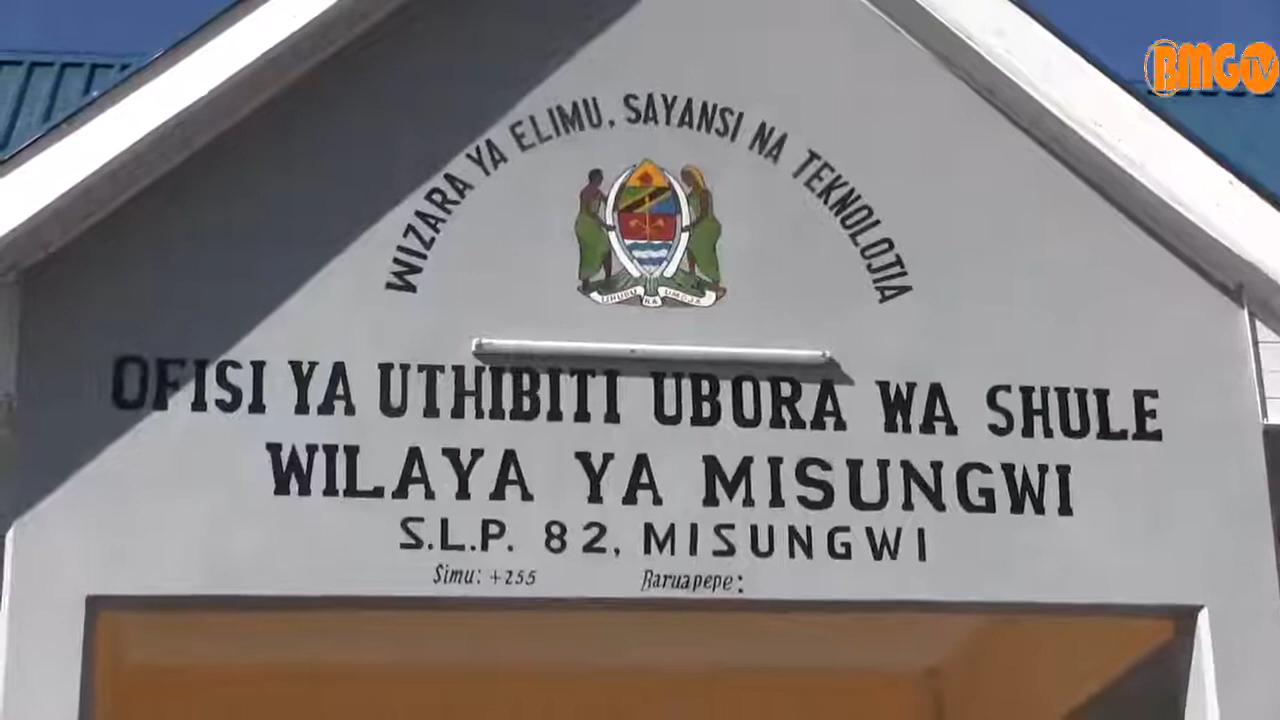 BMG TV
WIZARA YA ELIMU, SAYANSI NA TEKNOLOJIA
UHURU NA UMOJA
OFISI YA UTHIBITI UBORA WA SHULE
WILAYA YA MISUNGWI
S.L.P. 82, MISUNGWI
Simu: +255 Baruapepe: